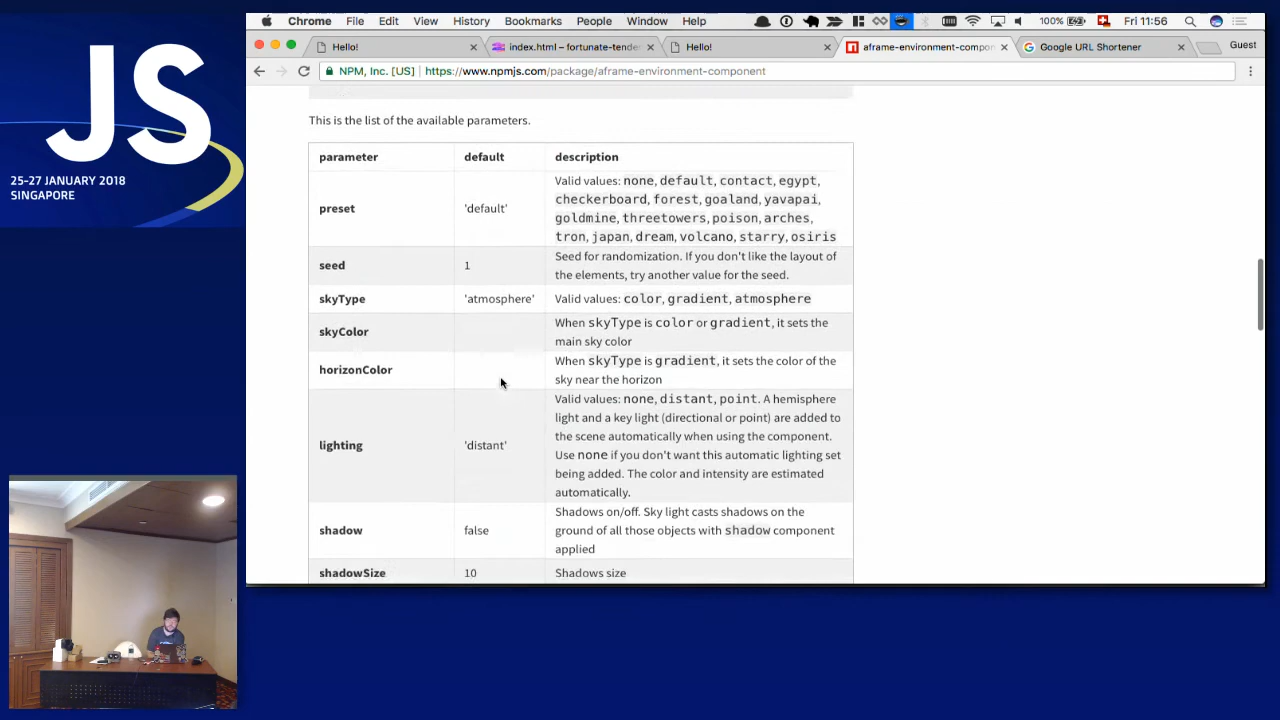 JS
25-27 JANUARY 2018
SINGAPORE
Chrome File Edit View History Bookmarks People Window Help
100% Fri 11:56
Hello!
index.html – fortunate-tende
Hello!
aframe-environment-compon
Google URL Shortener
Guest
NPM, Inc. [US] https://www.npmjs.com/package/aframe-environment-component
This is the list of the available parameters.
parameter default description
preset 'default' Valid values: none, default, contact, egypt,
checkerboard, forest, goaland, yavapai,
goldmine, threetowers, poison, arches,
tron, japan, dream, volcano, starry, osiris
seed 1 Seed for randomization. If you don't like the layout of
the elements, try another value for the seed.
skyType 'atmosphere' Valid values: color, gradient, atmosphere
skyColor When skyType is color or gradient, it sets the
main sky color
horizonColor When skyType is gradient, it sets the color of the
sky near the horizon
lighting 'distant' Valid values: none, distant, point. A hemisphere
light and a key light (directional or point) are added to
the scene automatically when using the component.
Use none if you don't want this automatic lighting set
being added. The color and intensity are estimated
automatically.
shadow false Shadows on/off. Sky light casts shadows on the
ground of all those objects with shadow component
applied
shadowSize 10 Shadows size